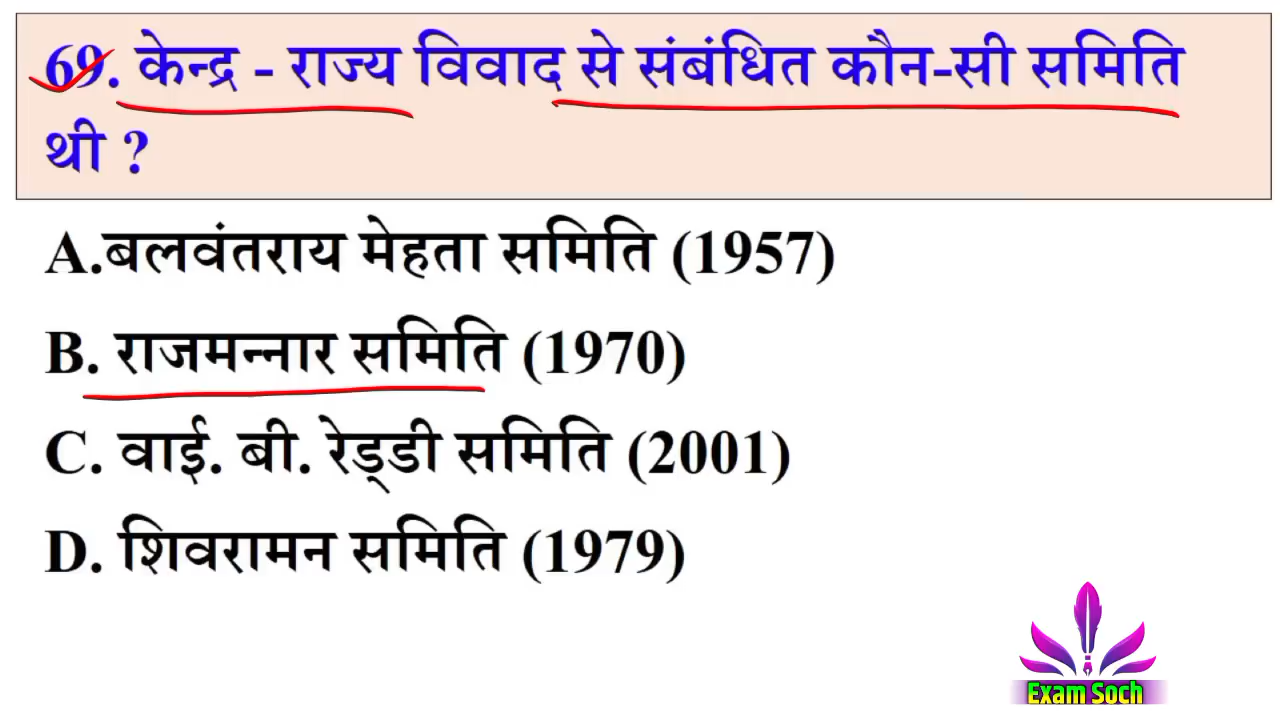 69. केन्द्र - राज्य विवाद से संबंधित कौन-सी समिति
थी ?
A.बलवंतराय मेहता समिति (1957)
B. राजमन्नार समिति (1970)
C. वाई. बी. रेड्डी समिति (2001)
D. शिवरामन समिति (1979)
Exam Soch